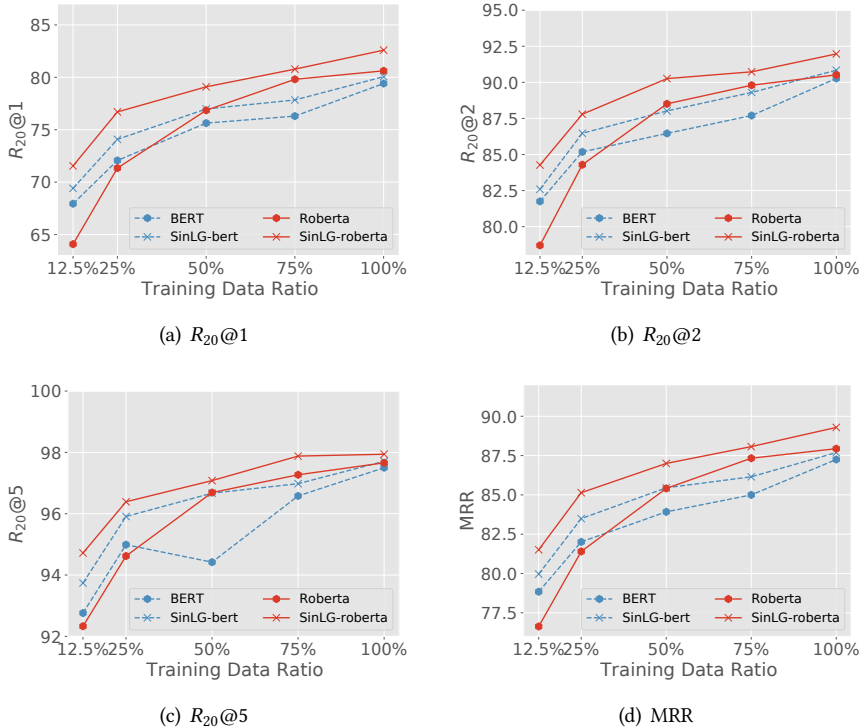 85
80
75
70
65
R20@1
12.5%
25%
50%
75%
100%
Training Data Ratio
BERT
SinLG-bert
Roberta
SinLG-roberta
(a) R20@1
95.0
92.5
90.0
87.5
85.0
82.5
80.0
R20@2
12.5%
25%
50%
75%
100%
Training Data Ratio
BERT
SinLG-bert
Roberta
SinLG-roberta
(b) R20@2
100
98
96
94
92
R20@5
12.5%
25%
50%
75%
100%
Training Data Ratio
BERT
SinLG-bert
Roberta
SinLG-roberta
(c) R20@5
90.0
87.5
85.0
82.5
80.0
77.5
MRR
12.5%
25%
50%
75%
100%
Training Data Ratio
BERT
SinLG-bert
Roberta
SinLG-roberta
(d) MRR